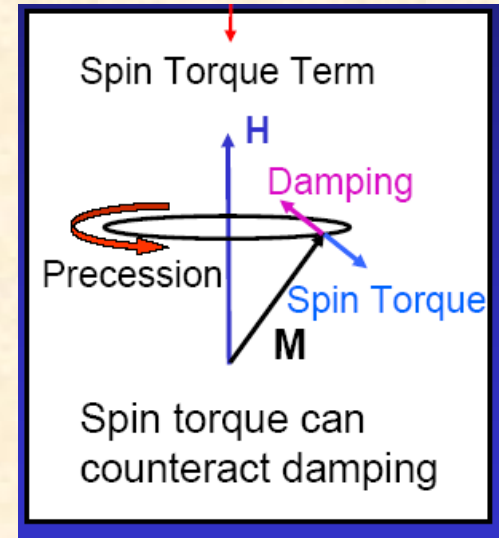 Spin Torque Term
H
Damping
Precession
Spin Torque
M
Spin torque can
counteract damping